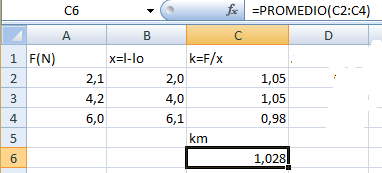 C6 fx =PROMEDIO(C2:C4)
A B C D
1 F(N) x=l-lo k=F/x
2 2,1 2,0 1,05
3 4,2 4,0 1,05
4 6,0 6,1 0,98
5 km
6 1,028